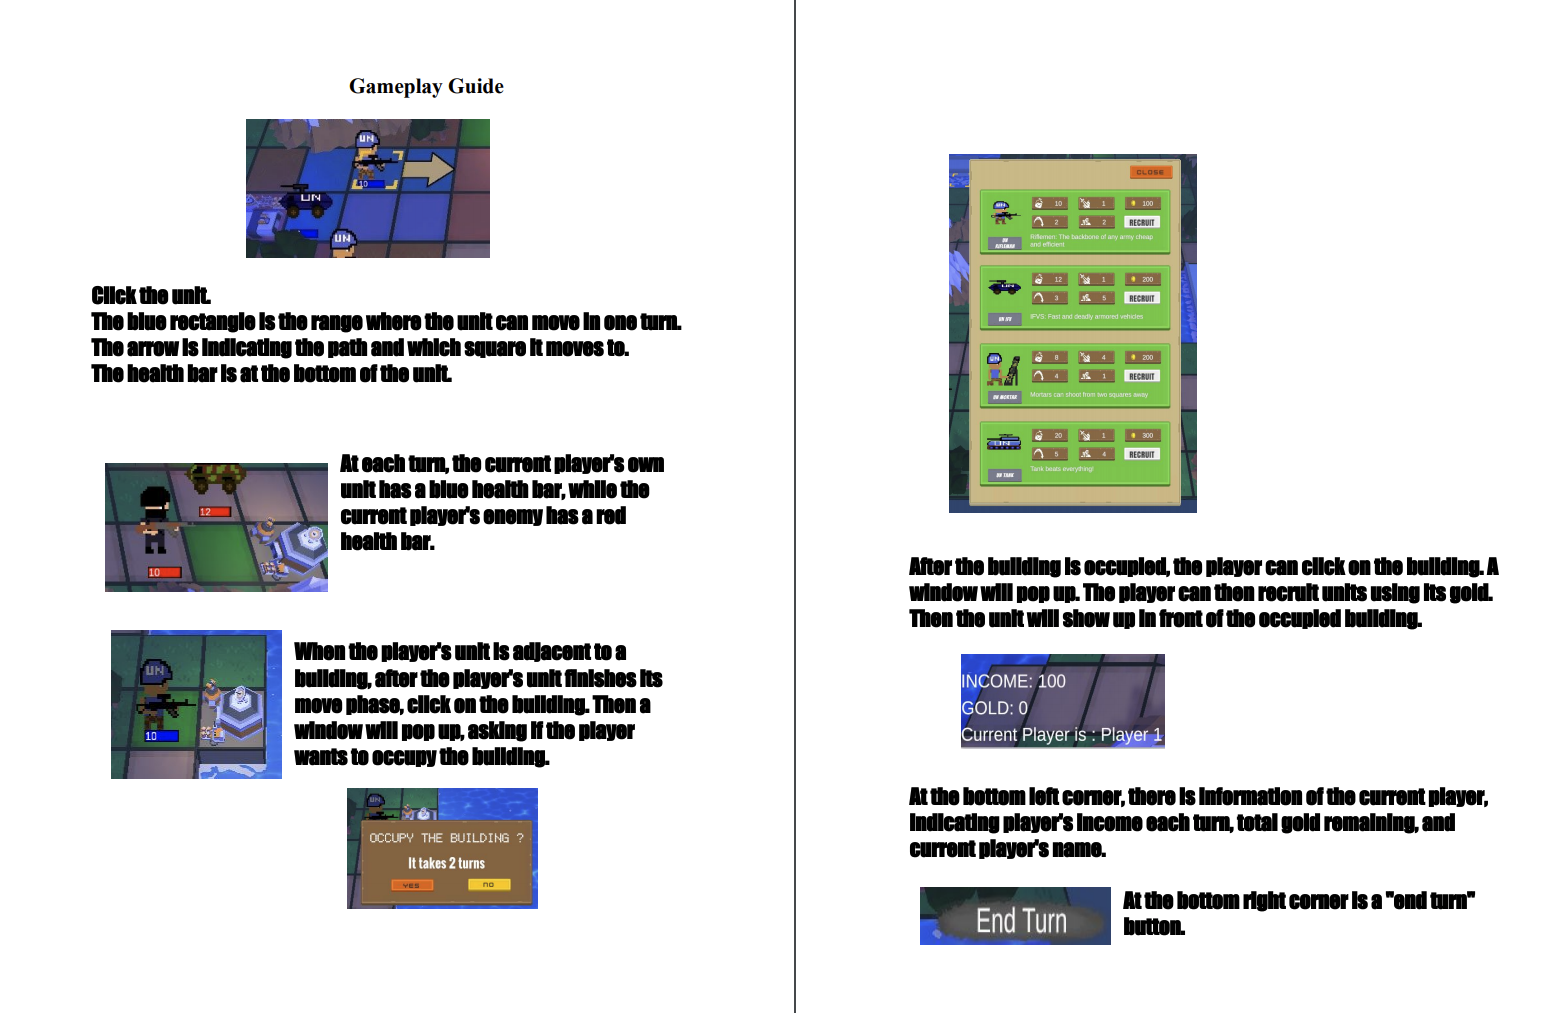 Gameplay Guide
UN
10
UN
UN
Click the unit.
The blue rectangle is the range where the unit can move in one turn.
The arrow is indicating the path and which square it moves to.
The health bar is at the bottom of the unit.
12
10
At each turn, the current player's own
unit has a blue health bar, while the
current player's enemy has a red
health bar.
UN
10
When the player's unit is adjacent to a
building, after the player's unit finishes its
move phase, click on the building. Then a
window will pop up, asking if the player
wants to occupy the building.
UN
OCCUPY THE BUILDING ?
It takes 2 turns
YES NO
CLOSE
10 1 100
2 2 RECRUIT
UN RIFLEMAN
Riflemen: The backbone of any army cheap
and efficient
12 1 200
3 5 RECRUIT
UN IFV
IFVS: Fast and deadly armored vehicles
UN
8 4 200
4 1 RECRUIT
UN MORTAR
Mortars can shoot from two squares away
UN
20 1 300
5 4 RECRUIT
UN TANK
Tank beats everything!
After the building is occupied, the player can click on the building. A
window will pop up. The player can then recruit units using its gold.
Then the unit will show up in front of the occupied building.
INCOME: 100
GOLD: 0
Current Player is : Player 1
At the bottom left corner, there is information of the current player,
indicating player's income each turn, total gold remaining, and
current player's name.
End Turn
At the bottom right corner is a "end turn"
button.